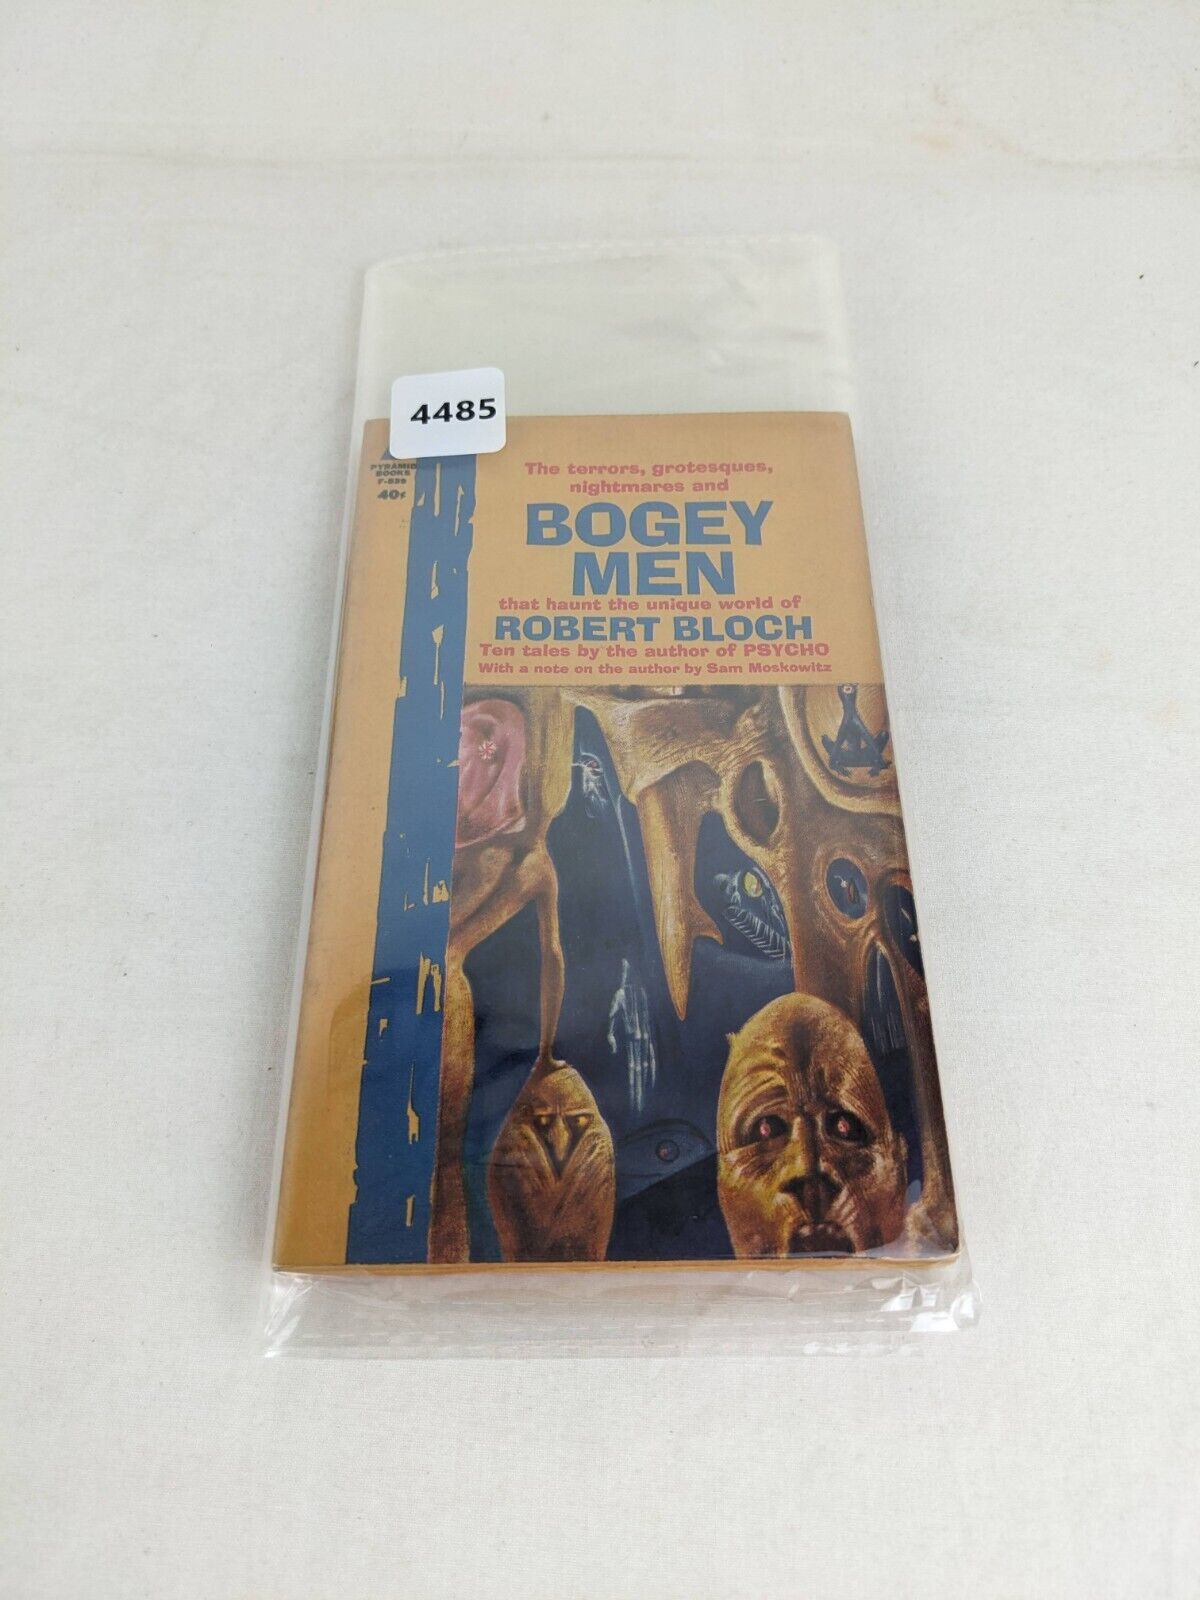 4485
PYRAMID
BOOKS
F-839
40¢
The terrors, grotesques,
nightmares and
BOGEY
MEN
that haunt the unique world of
ROBERT BLOCH
Ten tales by the author of PSYCHO
With a note on the author by Sam Moskowitz